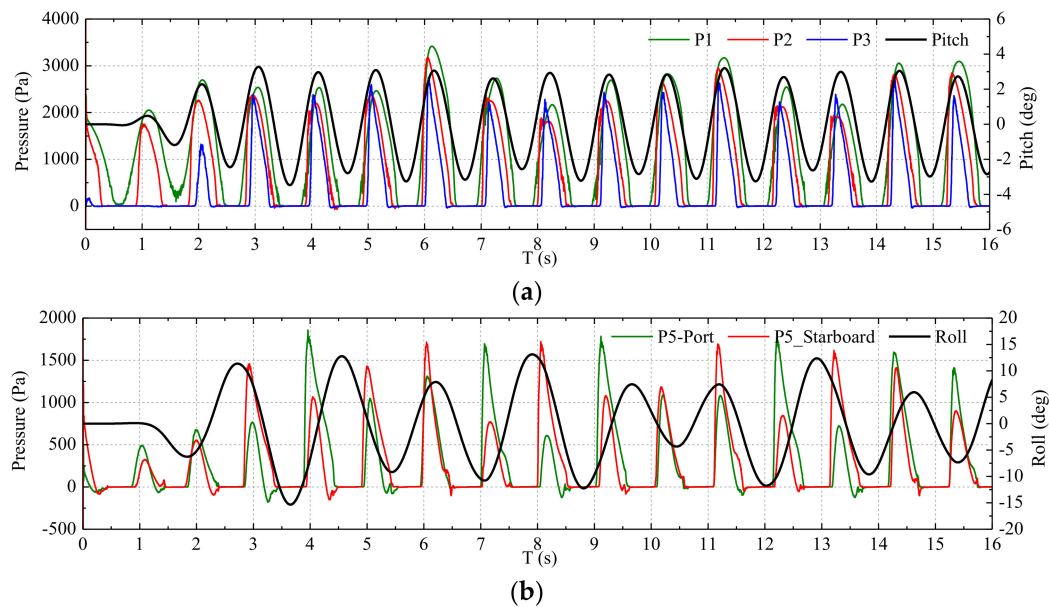 4000 6
P1 P2 P3 Pitch
3000 4
2000 2
1000 0
0 -2
-4
-6
Pressure (Pa)
Pitch (deg)
0 1 2 3 4 5 6 7 8 9 10 11 12 13 14 15 16
T (s)
(a)
2000 20
P5-Port P5_Starboard Roll
1500 15
1000 10
500 5
0 0
-500 -5
-10
-15
-20
Pressure (Pa)
Roll (deg)
0 1 2 3 4 5 6 7 8 9 10 11 12 13 14 15 16
T (s)
(b)